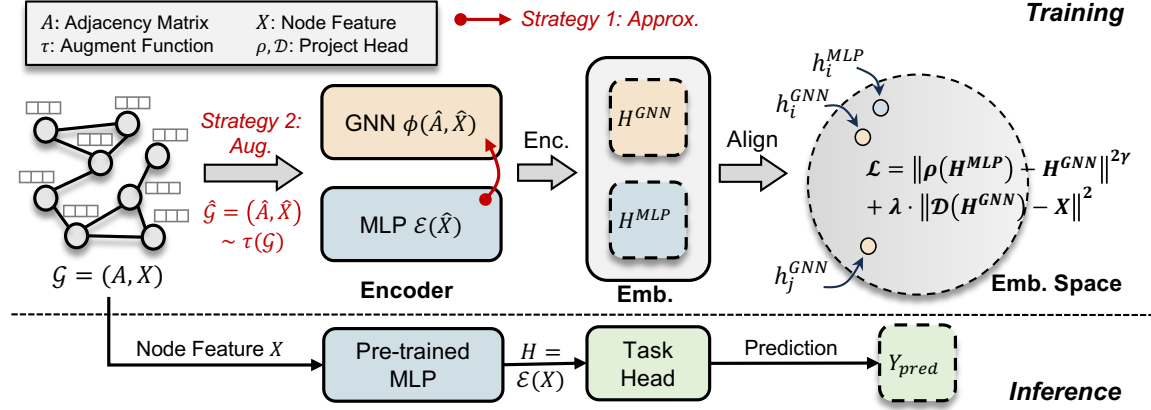 A: Adjacency Matrix X: Node Feature
τ: Augment Function ρ, 𝒟: Project Head
Strategy 1: Approx.
Training
Strategy 2:
Aug.
𝒢̂ = (Â, X̂)
~ τ(𝒢)
𝒢 = (A, X)
GNN ϕ(Â, X̂)
MLP ℰ(X̂)
Encoder
Enc.
H^{GNN}
H^{MLP}
Emb.
Align
h_i^{MLP}
h_i^{GNN}
ℒ = ‖ρ(H^{MLP}) − H^{GNN}‖^{2γ}
+ λ · ‖𝒟(H^{GNN}) − X‖^2
h_j^{GNN}
Emb. Space
Node Feature X
Pre-trained
MLP
H =
ℰ(X)
Task
Head
Prediction
Y_{pred}
Inference